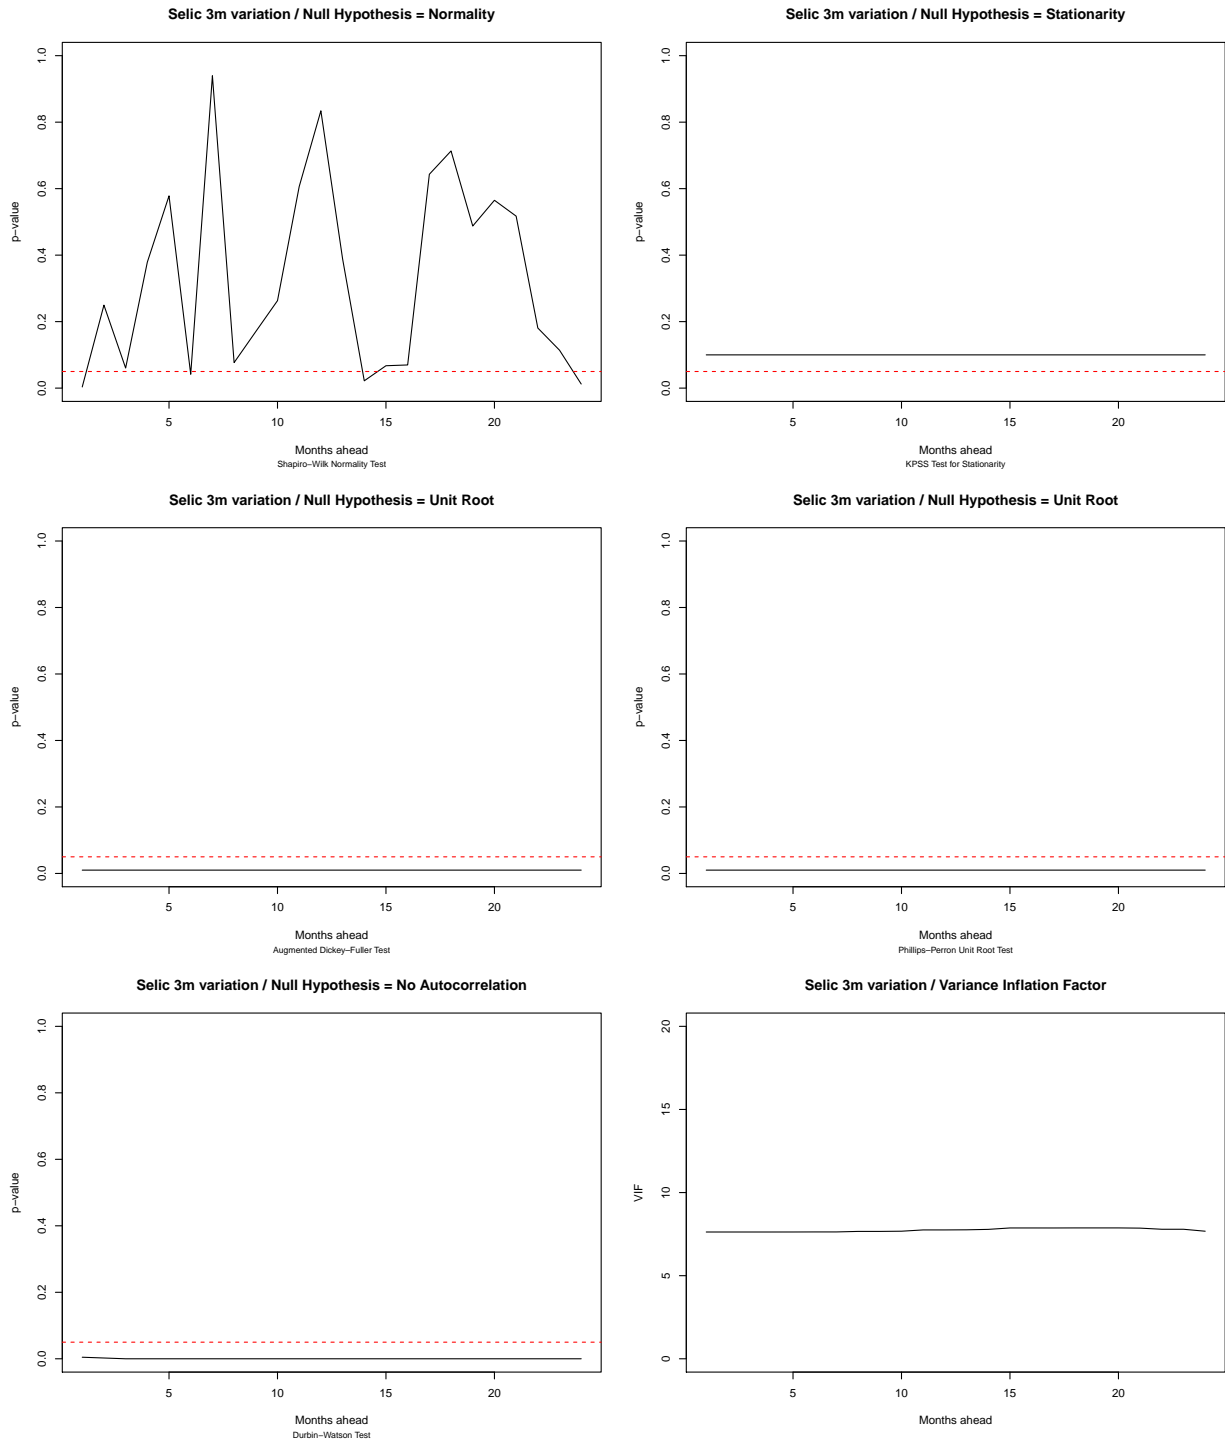 Selic 3m variation / Null Hypothesis = Normality
1.0
0.8
0.6
0.4
0.2
0.0
p−value
5 10 15 20
Months ahead
Shapiro−Wilk Normality Test
Selic 3m variation / Null Hypothesis = Stationarity
1.0
0.8
0.6
0.4
0.2
0.0
p−value
5 10 15 20
Months ahead
KPSS Test for Stationarity
Selic 3m variation / Null Hypothesis = Unit Root
1.0
0.8
0.6
0.4
0.2
0.0
p−value
5 10 15 20
Months ahead
Augmented Dickey−Fuller Test
Selic 3m variation / Null Hypothesis = Unit Root
1.0
0.8
0.6
0.4
0.2
0.0
p−value
5 10 15 20
Months ahead
Phillips−Perron Unit Root Test
Selic 3m variation / Null Hypothesis = No Autocorrelation
1.0
0.8
0.6
0.4
0.2
0.0
p−value
5 10 15 20
Months ahead
Durbin−Watson Test
Selic 3m variation / Variance Inflation Factor
20
15
10
5
0
VIF
5 10 15 20
Months ahead